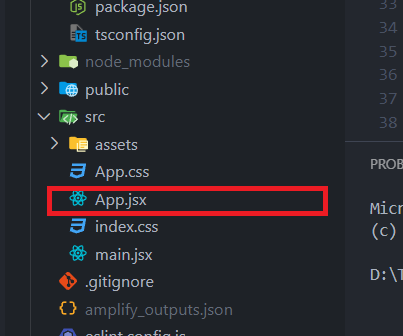 package.json
tsconfig.json
node_modules
public
src
assets
App.css
App.jsx
index.css
main.jsx
.gitignore
amplify_outputs.json
eslint.config.js
33
34
35
36
37
38
PROB
Micr
(c)
D:\T